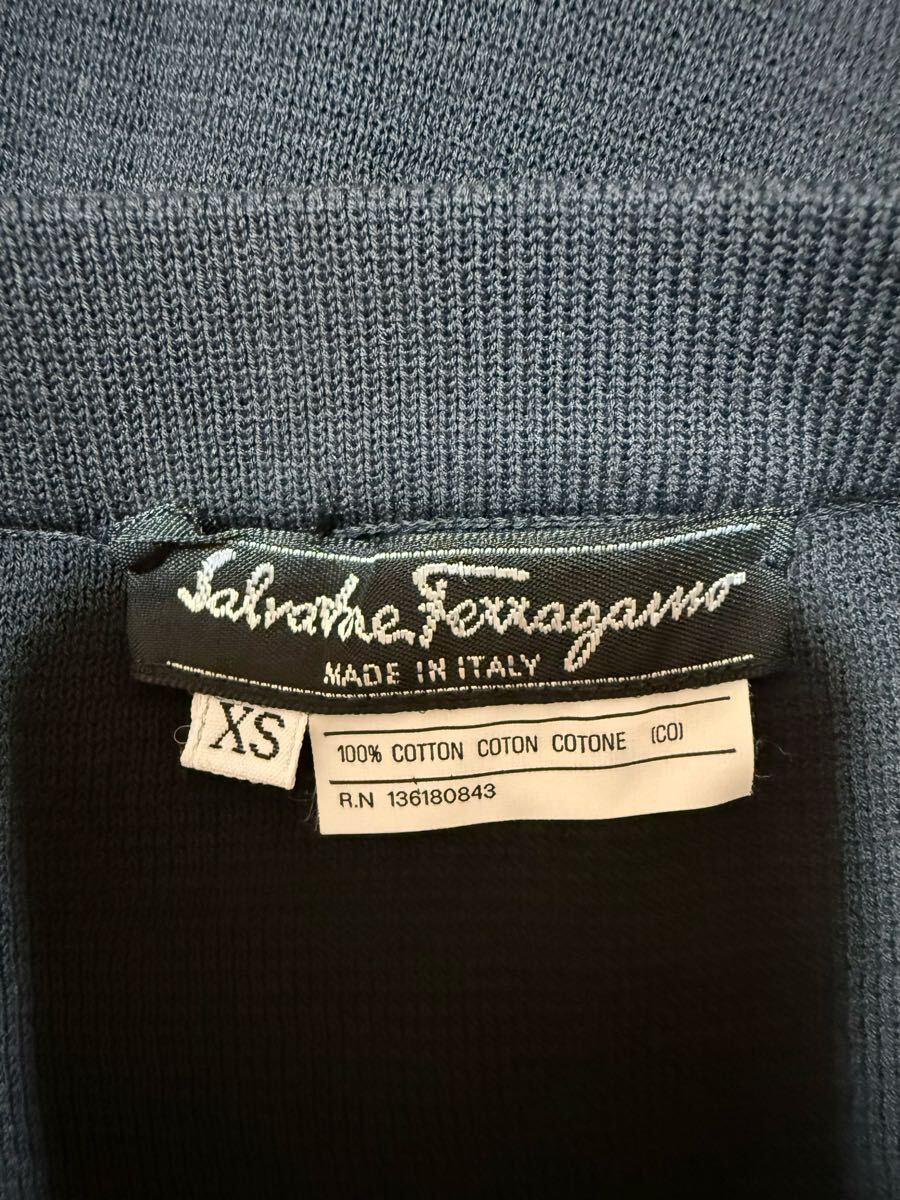 Salvatore Ferragamo
MADE IN ITALY
XS
100% COTTON COTON COTONE (CO)
R.N 136180843